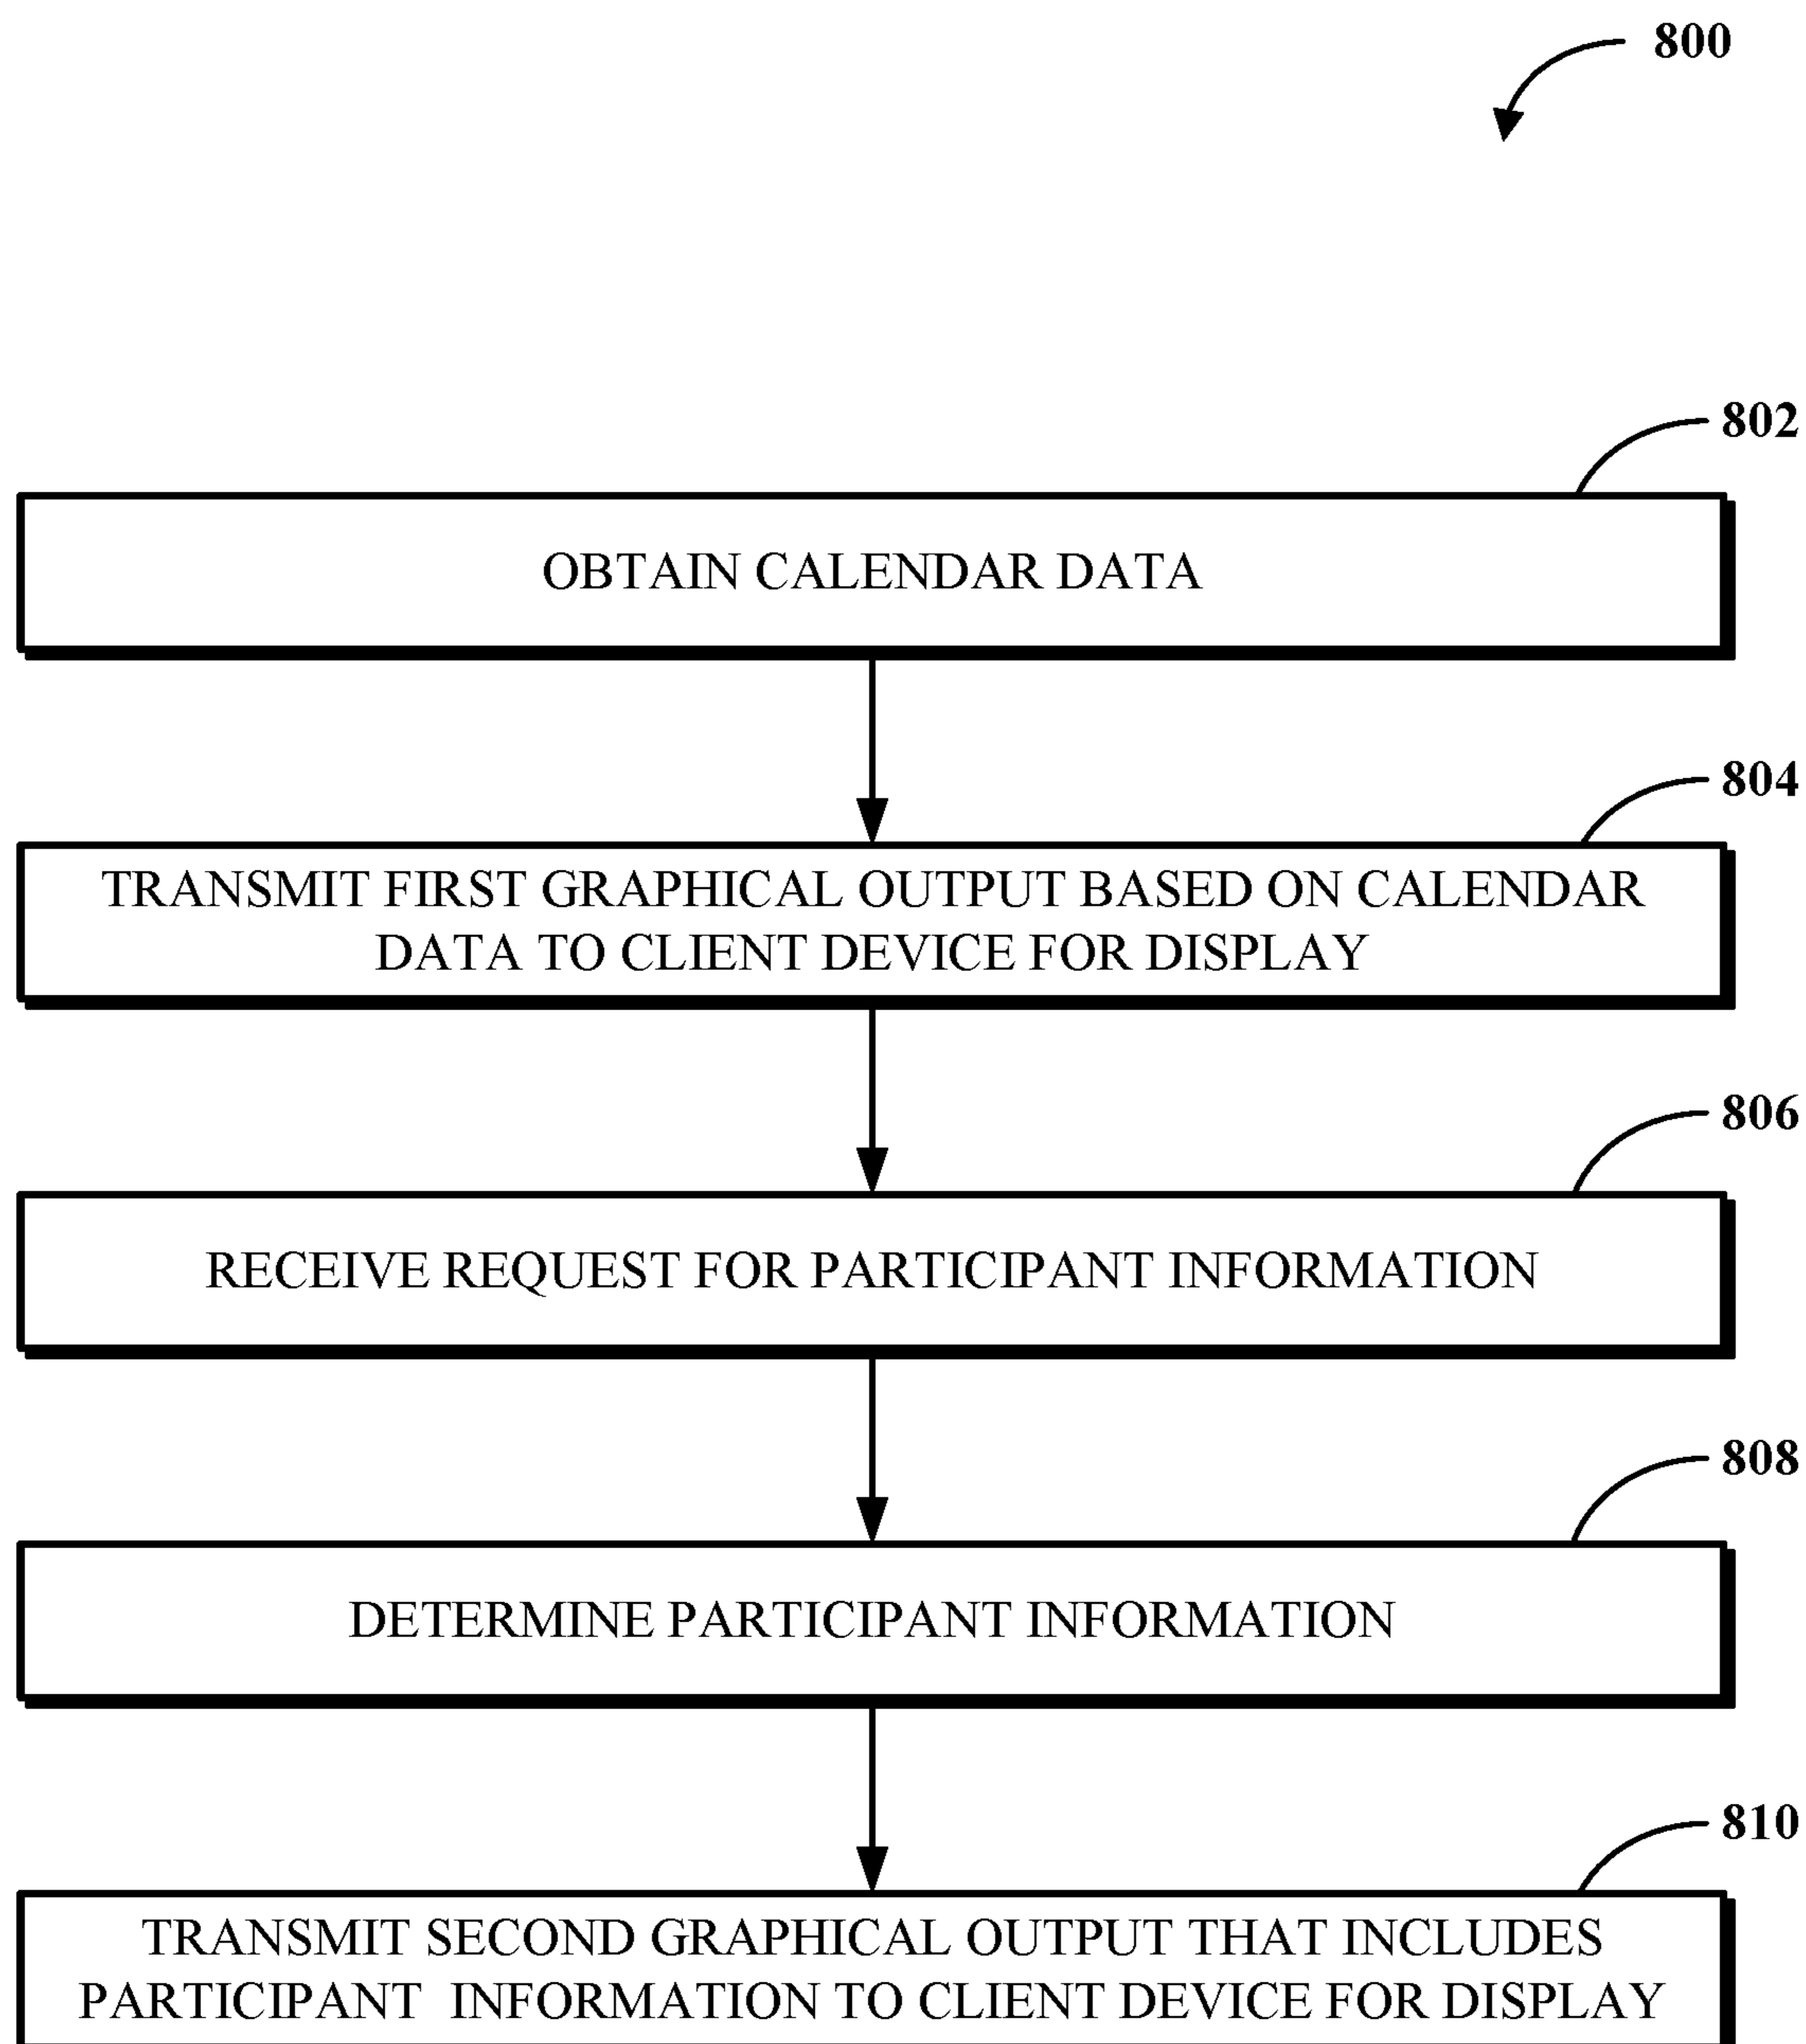 800
802
OBTAIN CALENDAR DATA
804
TRANSMIT FIRST GRAPHICAL OUTPUT BASED ON CALENDAR
DATA TO CLIENT DEVICE FOR DISPLAY
806
RECEIVE REQUEST FOR PARTICIPANT INFORMATION
808
DETERMINE PARTICIPANT INFORMATION
810
TRANSMIT SECOND GRAPHICAL OUTPUT THAT INCLUDES
PARTICIPANT INFORMATION TO CLIENT DEVICE FOR DISPLAY